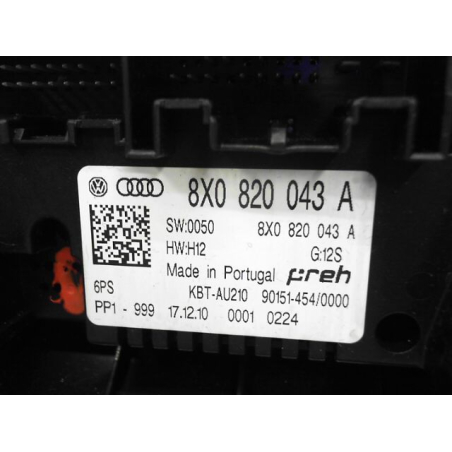 8X0 820 043 A
SW:0050 8X0 820 043 A
HW:H12 G:12S
Made in Portugal preh
6PS KBT-AU210 90151-454/0000
PP1 - 999 17.12.10 0001 0224